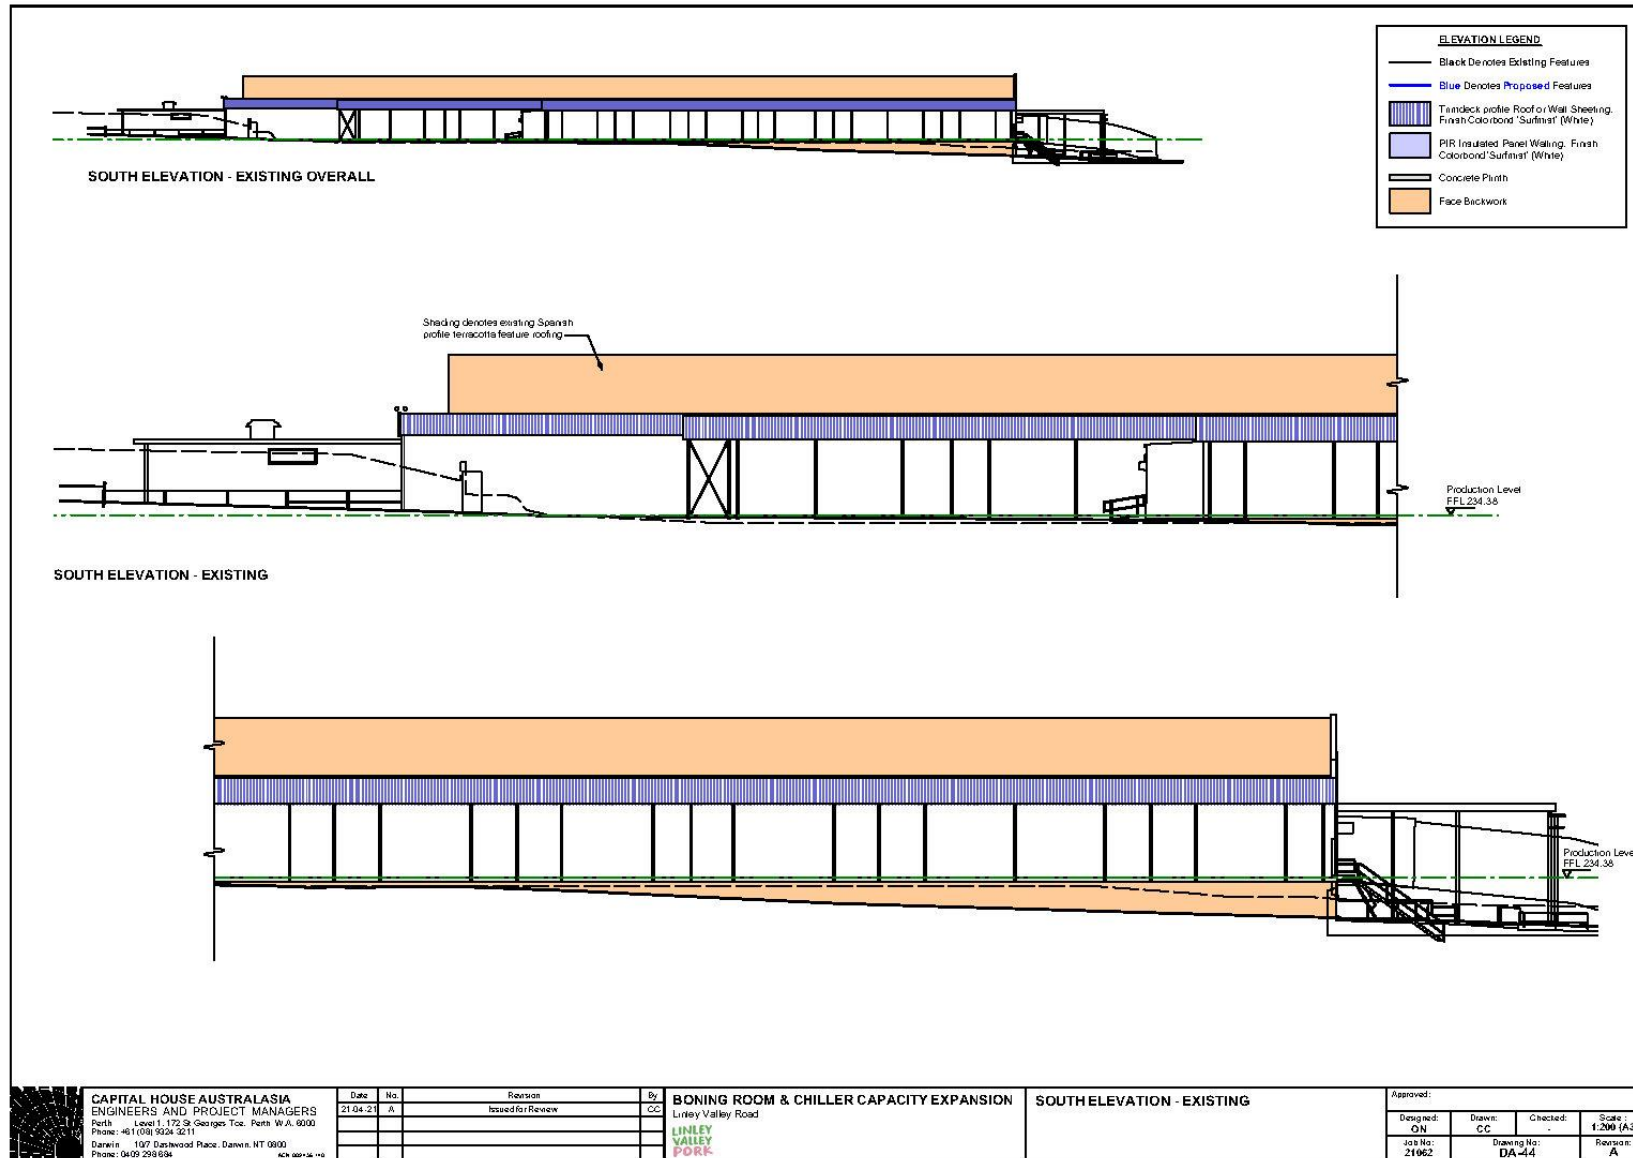 ELEVATION LEGEND
Black Denotes Existing Features
Blue Denotes Proposed Features
Trimdeck profile Roof or Wall Sheeting.
Finish Colorbond 'Surfmist' (White)
PIR Insulated Panel Walling. Finish
Colorbond 'Surfmist' (White)
Concrete Plinth
Face Brickwork
SOUTH ELEVATION - EXISTING OVERALL
Shading denotes existing Spanish
profile terracotta feature roofing
Production Level
FFL 234.38
SOUTH ELEVATION - EXISTING
Production Leve
FFL 234.38
CAPITAL HOUSE AUSTRALASIA
ENGINEERS AND PROJECT MANAGERS
Perth Level 1, 172 St Georges Tce. Perth W.A. 6000
Phone: +61 (08) 9324 3211
Darwin 10/7 Dashwood Place. Darwin. NT 0800
Phone: 0409 298 684
Date No. Revision By
21-04-21 A Issued for Review CC
BONING ROOM & CHILLER CAPACITY EXPANSION
Linley Valley Road
LINLEY
VALLEY
PORK
SOUTH ELEVATION - EXISTING
Approved:
Designed: Drawn: Checked: Scale :
QN CC - 1:200 (A3
Job No: Drawing No: Revision:
21962 DA-44 A